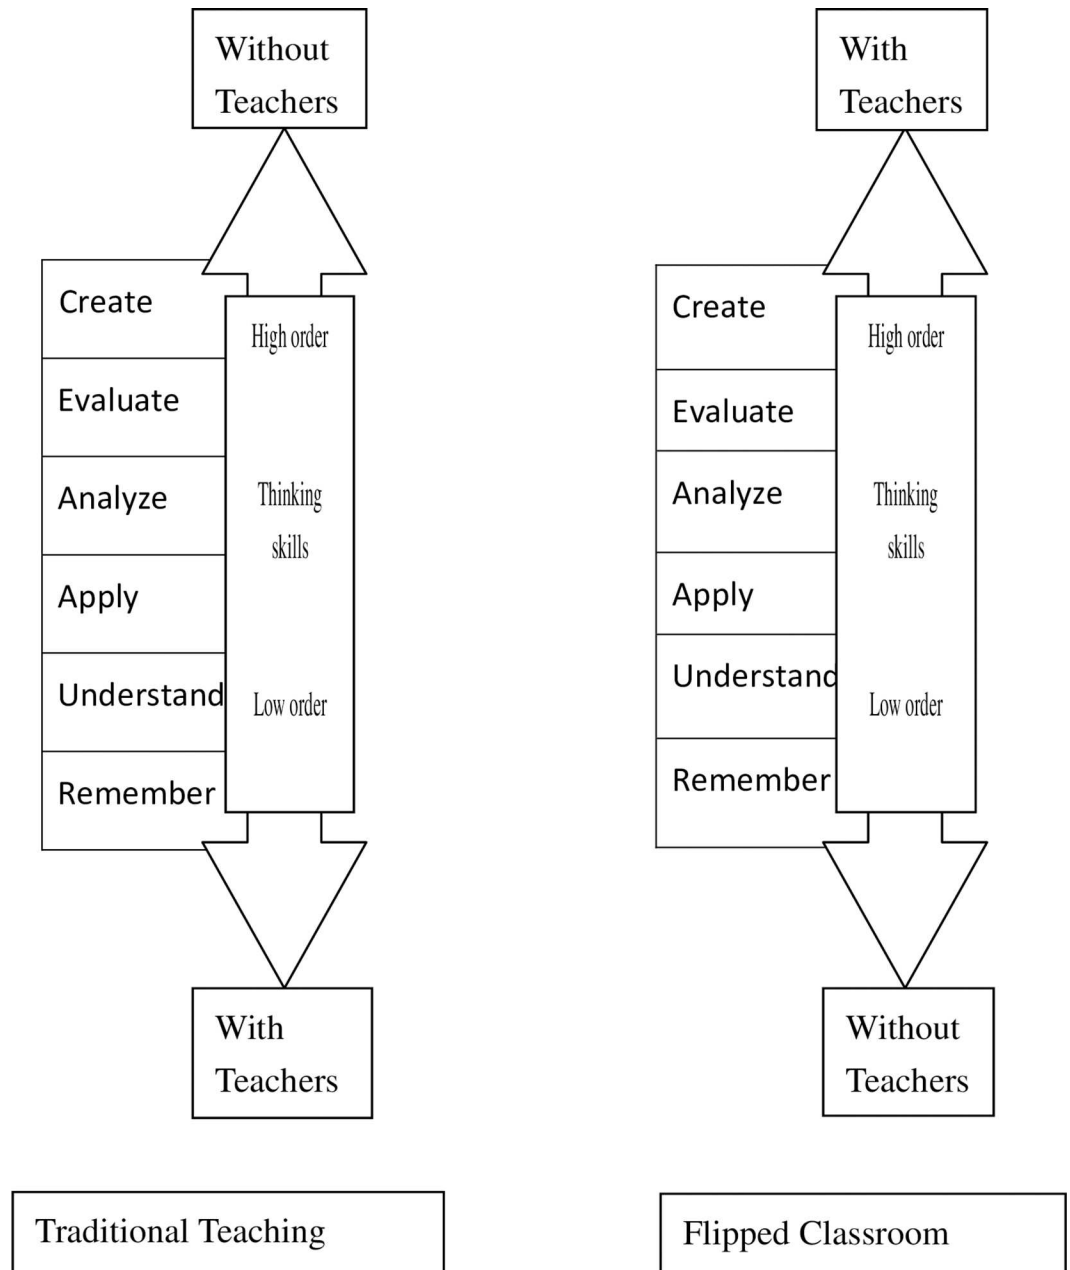 Without
Teachers
Create
Evaluate
Analyze
Apply
Understand
Remember
High order
Thinking
skills
Low order
With
Teachers
Traditional Teaching
With
Teachers
Create
Evaluate
Analyze
Apply
Understand
Remember
High order
Thinking
skills
Low order
Without
Teachers
Flipped Classroom